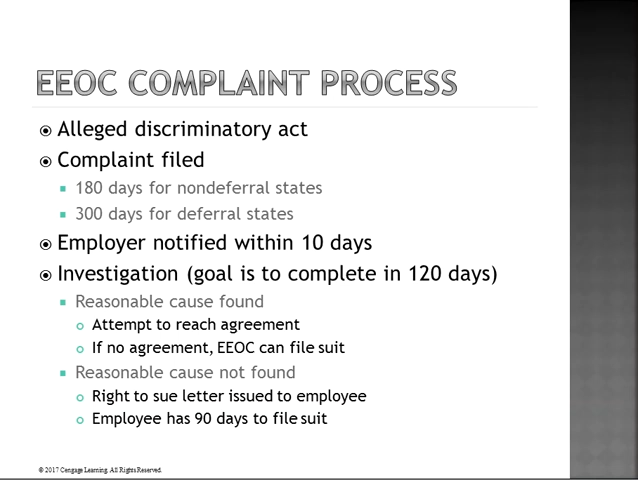 EEOC COMPLAINT PROCESS
Alleged discriminatory act
Complaint filed
180 days for nondeferral states
300 days for deferral states
Employer notified within 10 days
Investigation (goal is to complete in 120 days)
Reasonable cause found
Attempt to reach agreement
If no agreement, EEOC can file suit
Reasonable cause not found
Right to sue letter issued to employee
Employee has 90 days to file suit
© 2017 Cengage Learning. All Rights Reserved.